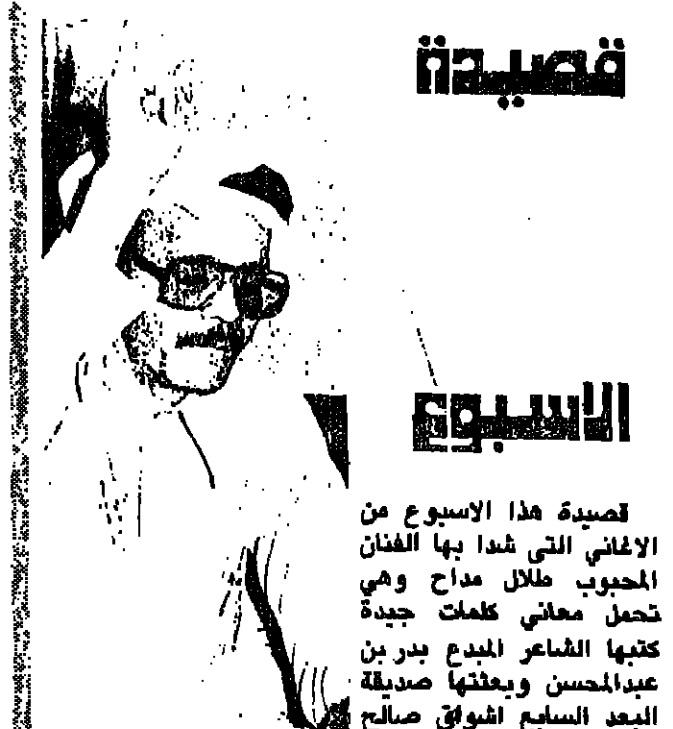 قصيدة
الاسبوع
قصيدة هذا الاسبوع من
الاغاني التى شدا بها الفنان
المحبوب طلال مداح وهي
تحمل معاني كلمات جيدة
كتبها الشاعر المبدع بدر بن
عبدالمحسن وبعثتها صديقة
البعد السابع اشواق صالح